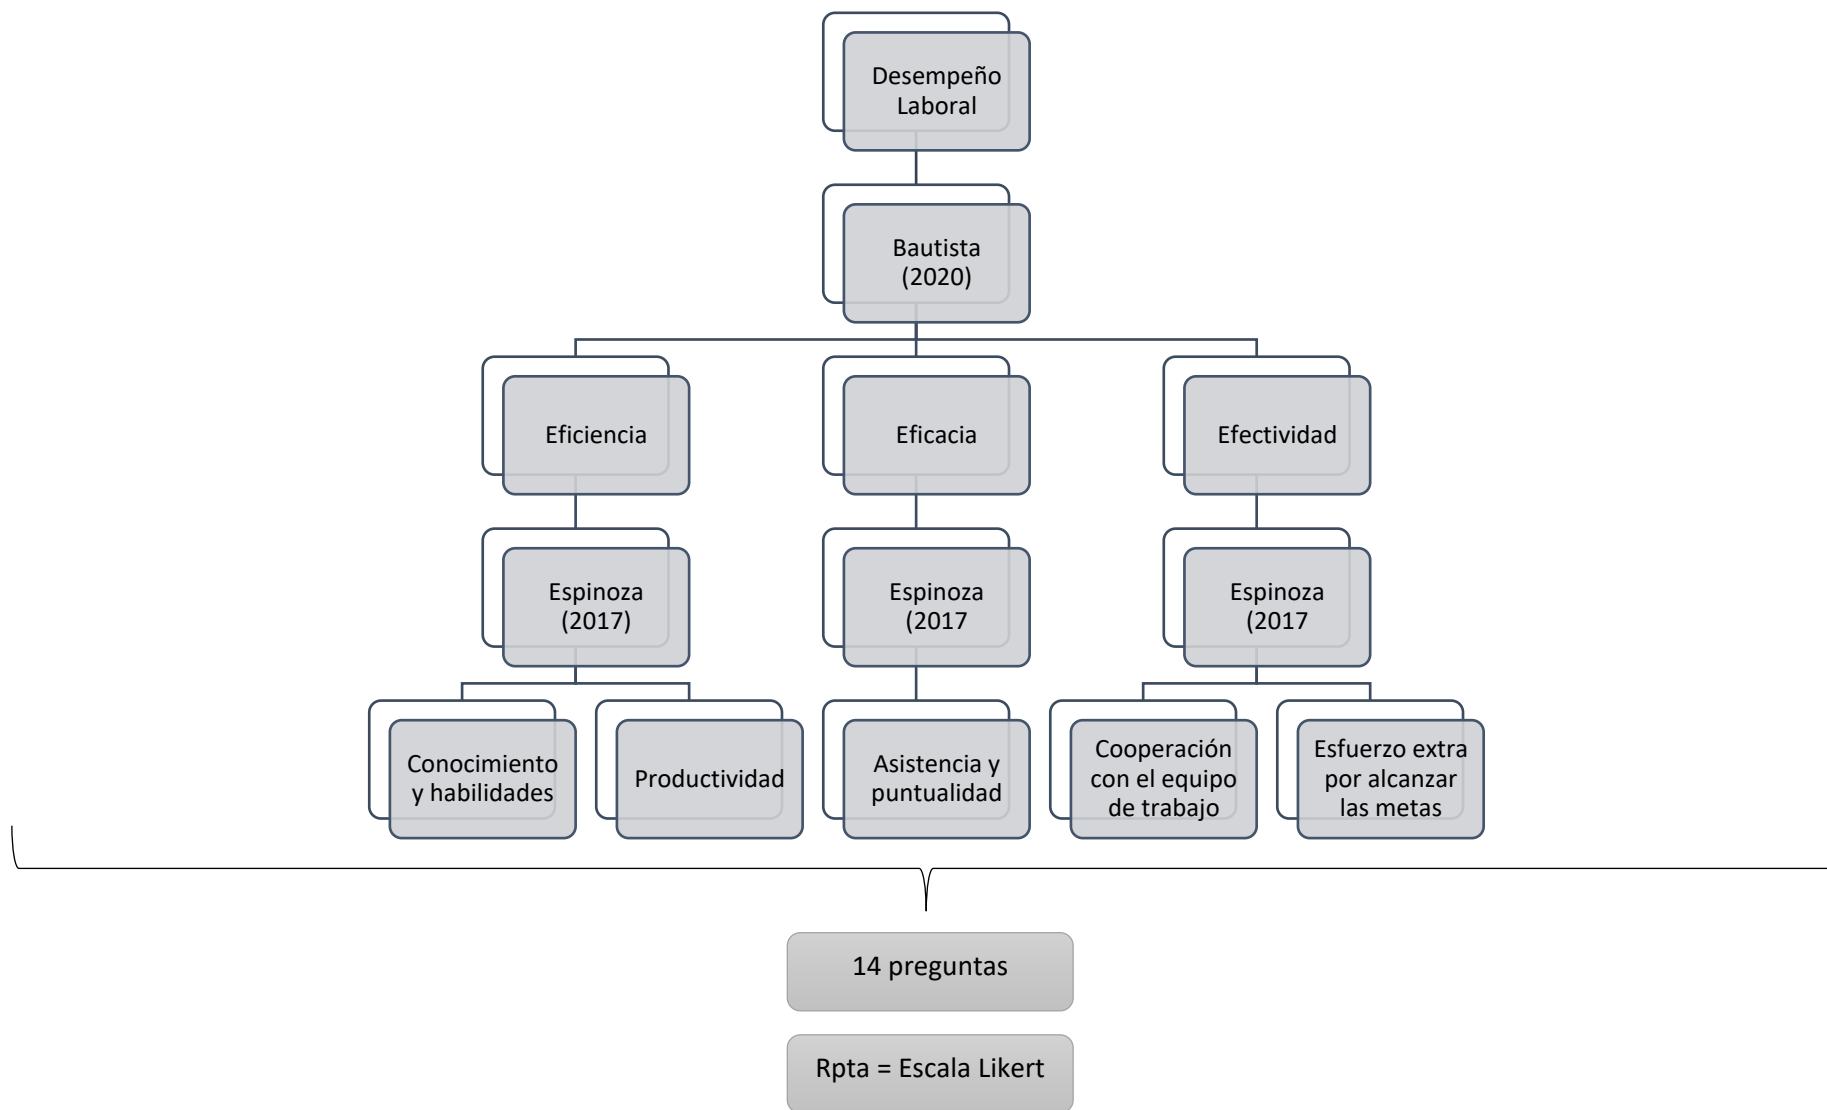 Desempeño
Laboral
Bautista
(2020)
Eficiencia
Eficacia
Efectividad
Espinoza
(2017)
Espinoza
(2017
Espinoza
(2017
Conocimiento
y habilidades
Productividad
Asistencia y
puntualidad
Cooperación
con el equipo
de trabajo
Esfuerzo extra
por alcanzar
las metas
14 preguntas
Rpta = Escala Likert